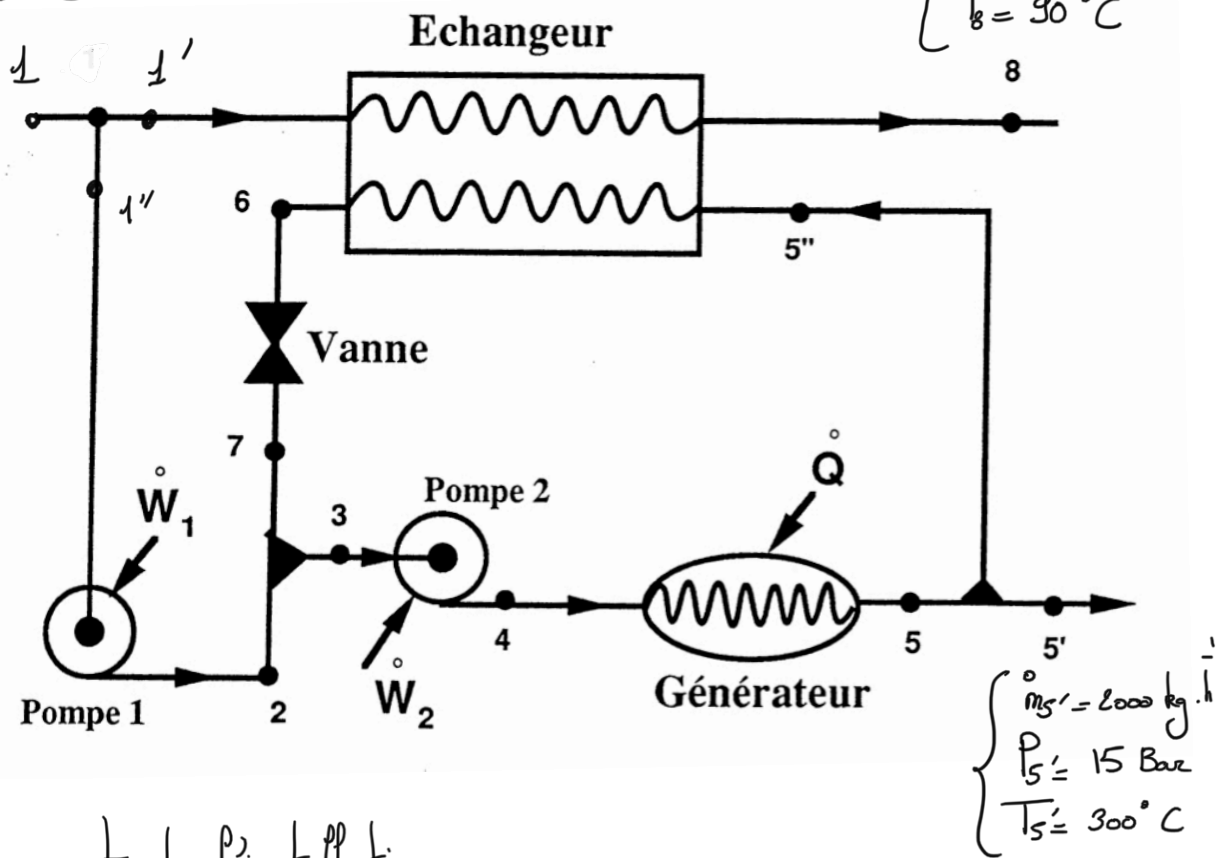 T8 = 90°C
Echangeur
1
1'
8
1"
6
5"
Vanne
7
Q
Ẇ1
Pompe 2
3
4
5
5'
Pompe 1
2
Ẇ2
Générateur
ṁ5' = 2000 kg.h⁻¹
P5' = 15 Bar
T5' = 300°C